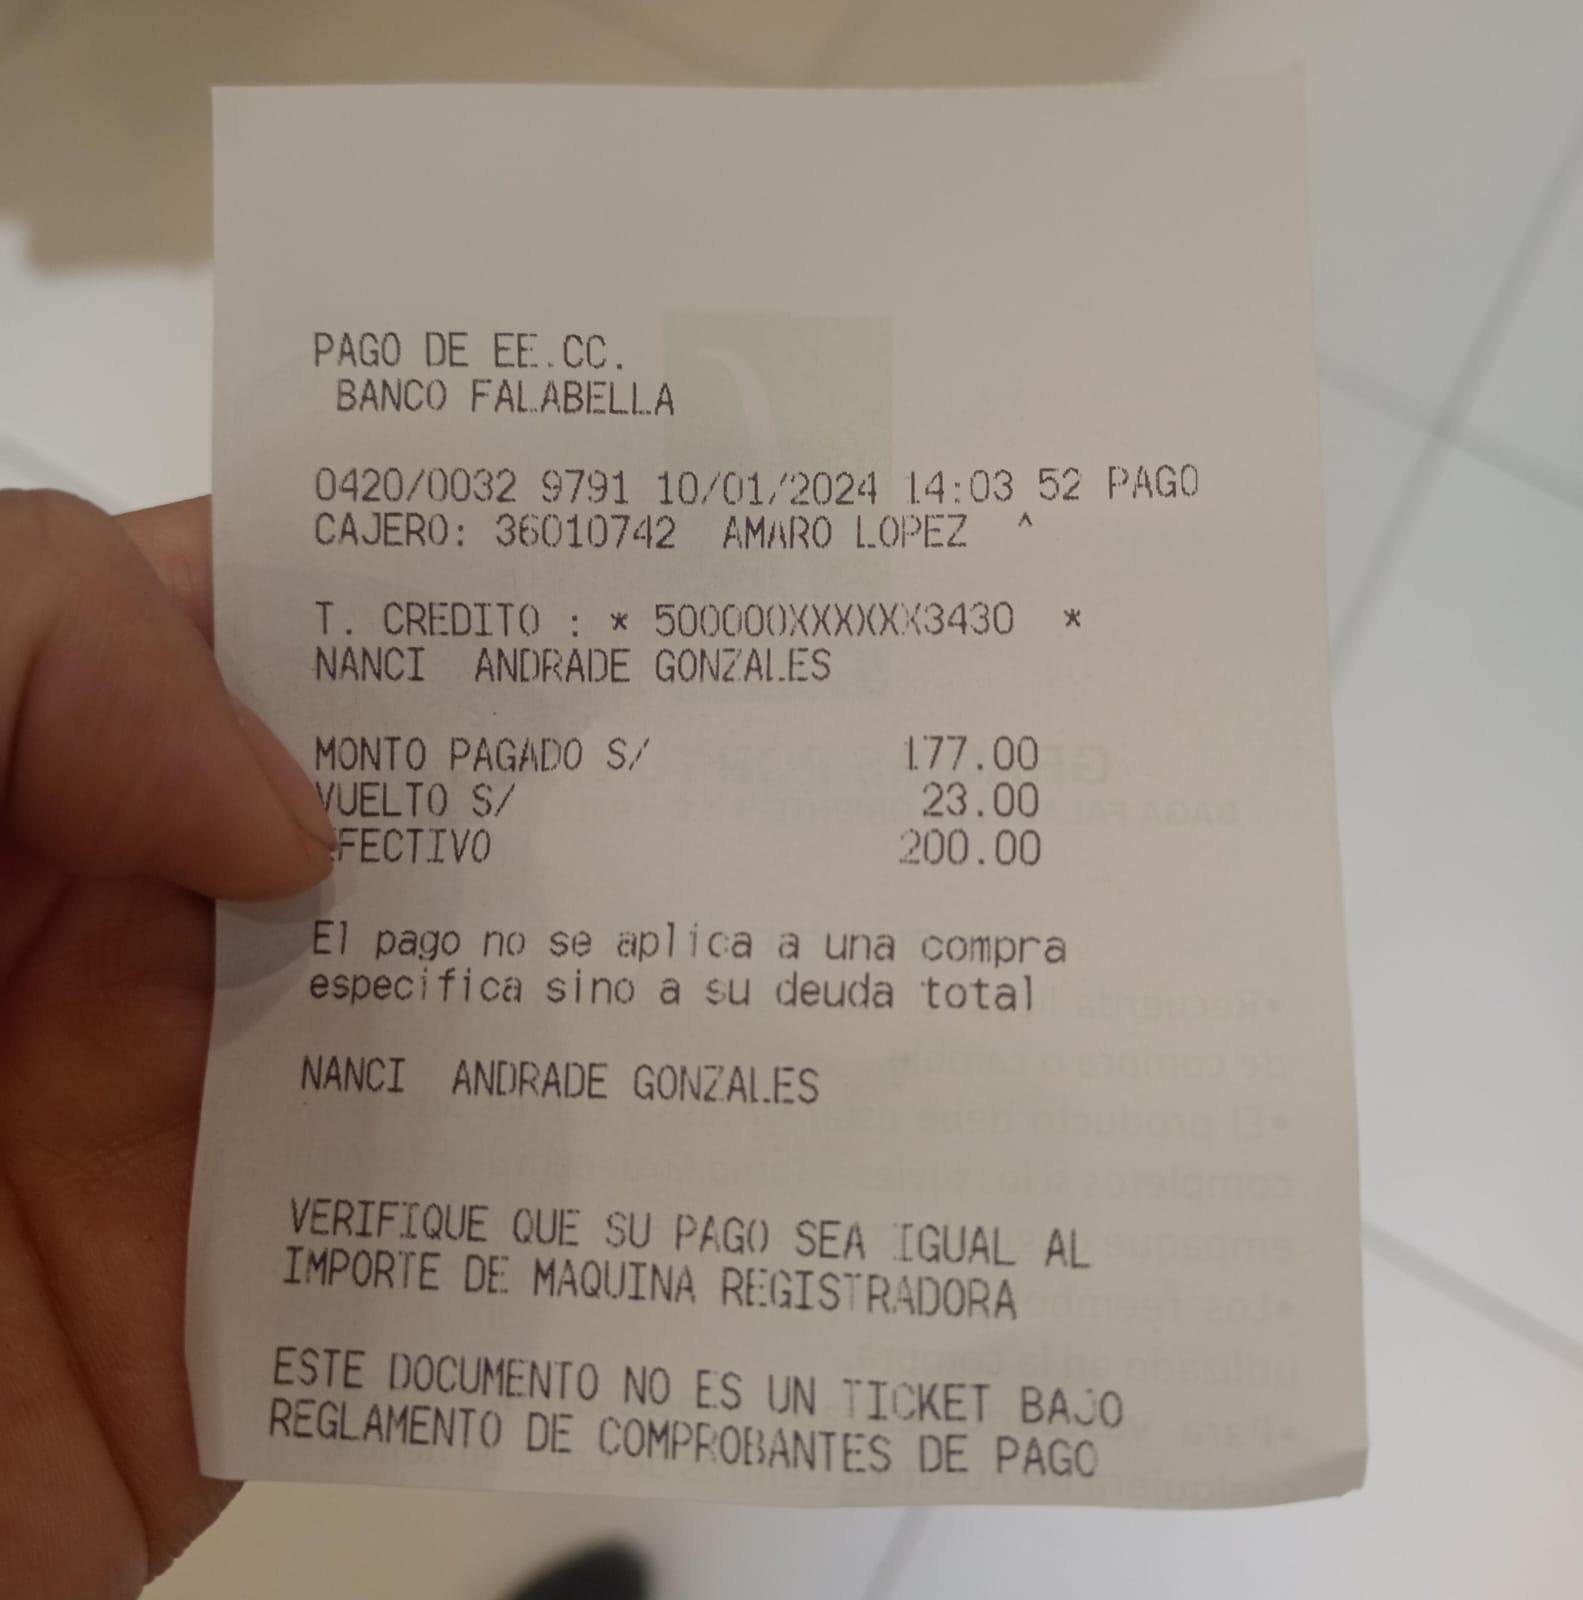 PAGO DE EE.CC.
BANCO FALABELLA
0420/0032 9791 10/01/2024 14:03 52 PAGO
CAJERO: 36010742 AMARO LOPEZ ^
T. CREDITO : * 500000XXXXXX3430 *
NANCI ANDRADE GONZALES
MONTO PAGADO S/ 177.00
VUELTO S/ 23.00
EFECTIVO 200.00
El pago no se aplica a una compra
especifica sino a su deuda total
NANCI ANDRADE GONZALES
VERIFIQUE QUE SU PAGO SEA IGUAL AL
IMPORTE DE MAQUINA REGISTRADORA
ESTE DOCUMENTO NO ES UN TICKET BAJO
REGLAMENTO DE COMPROBANTES DE PAGO